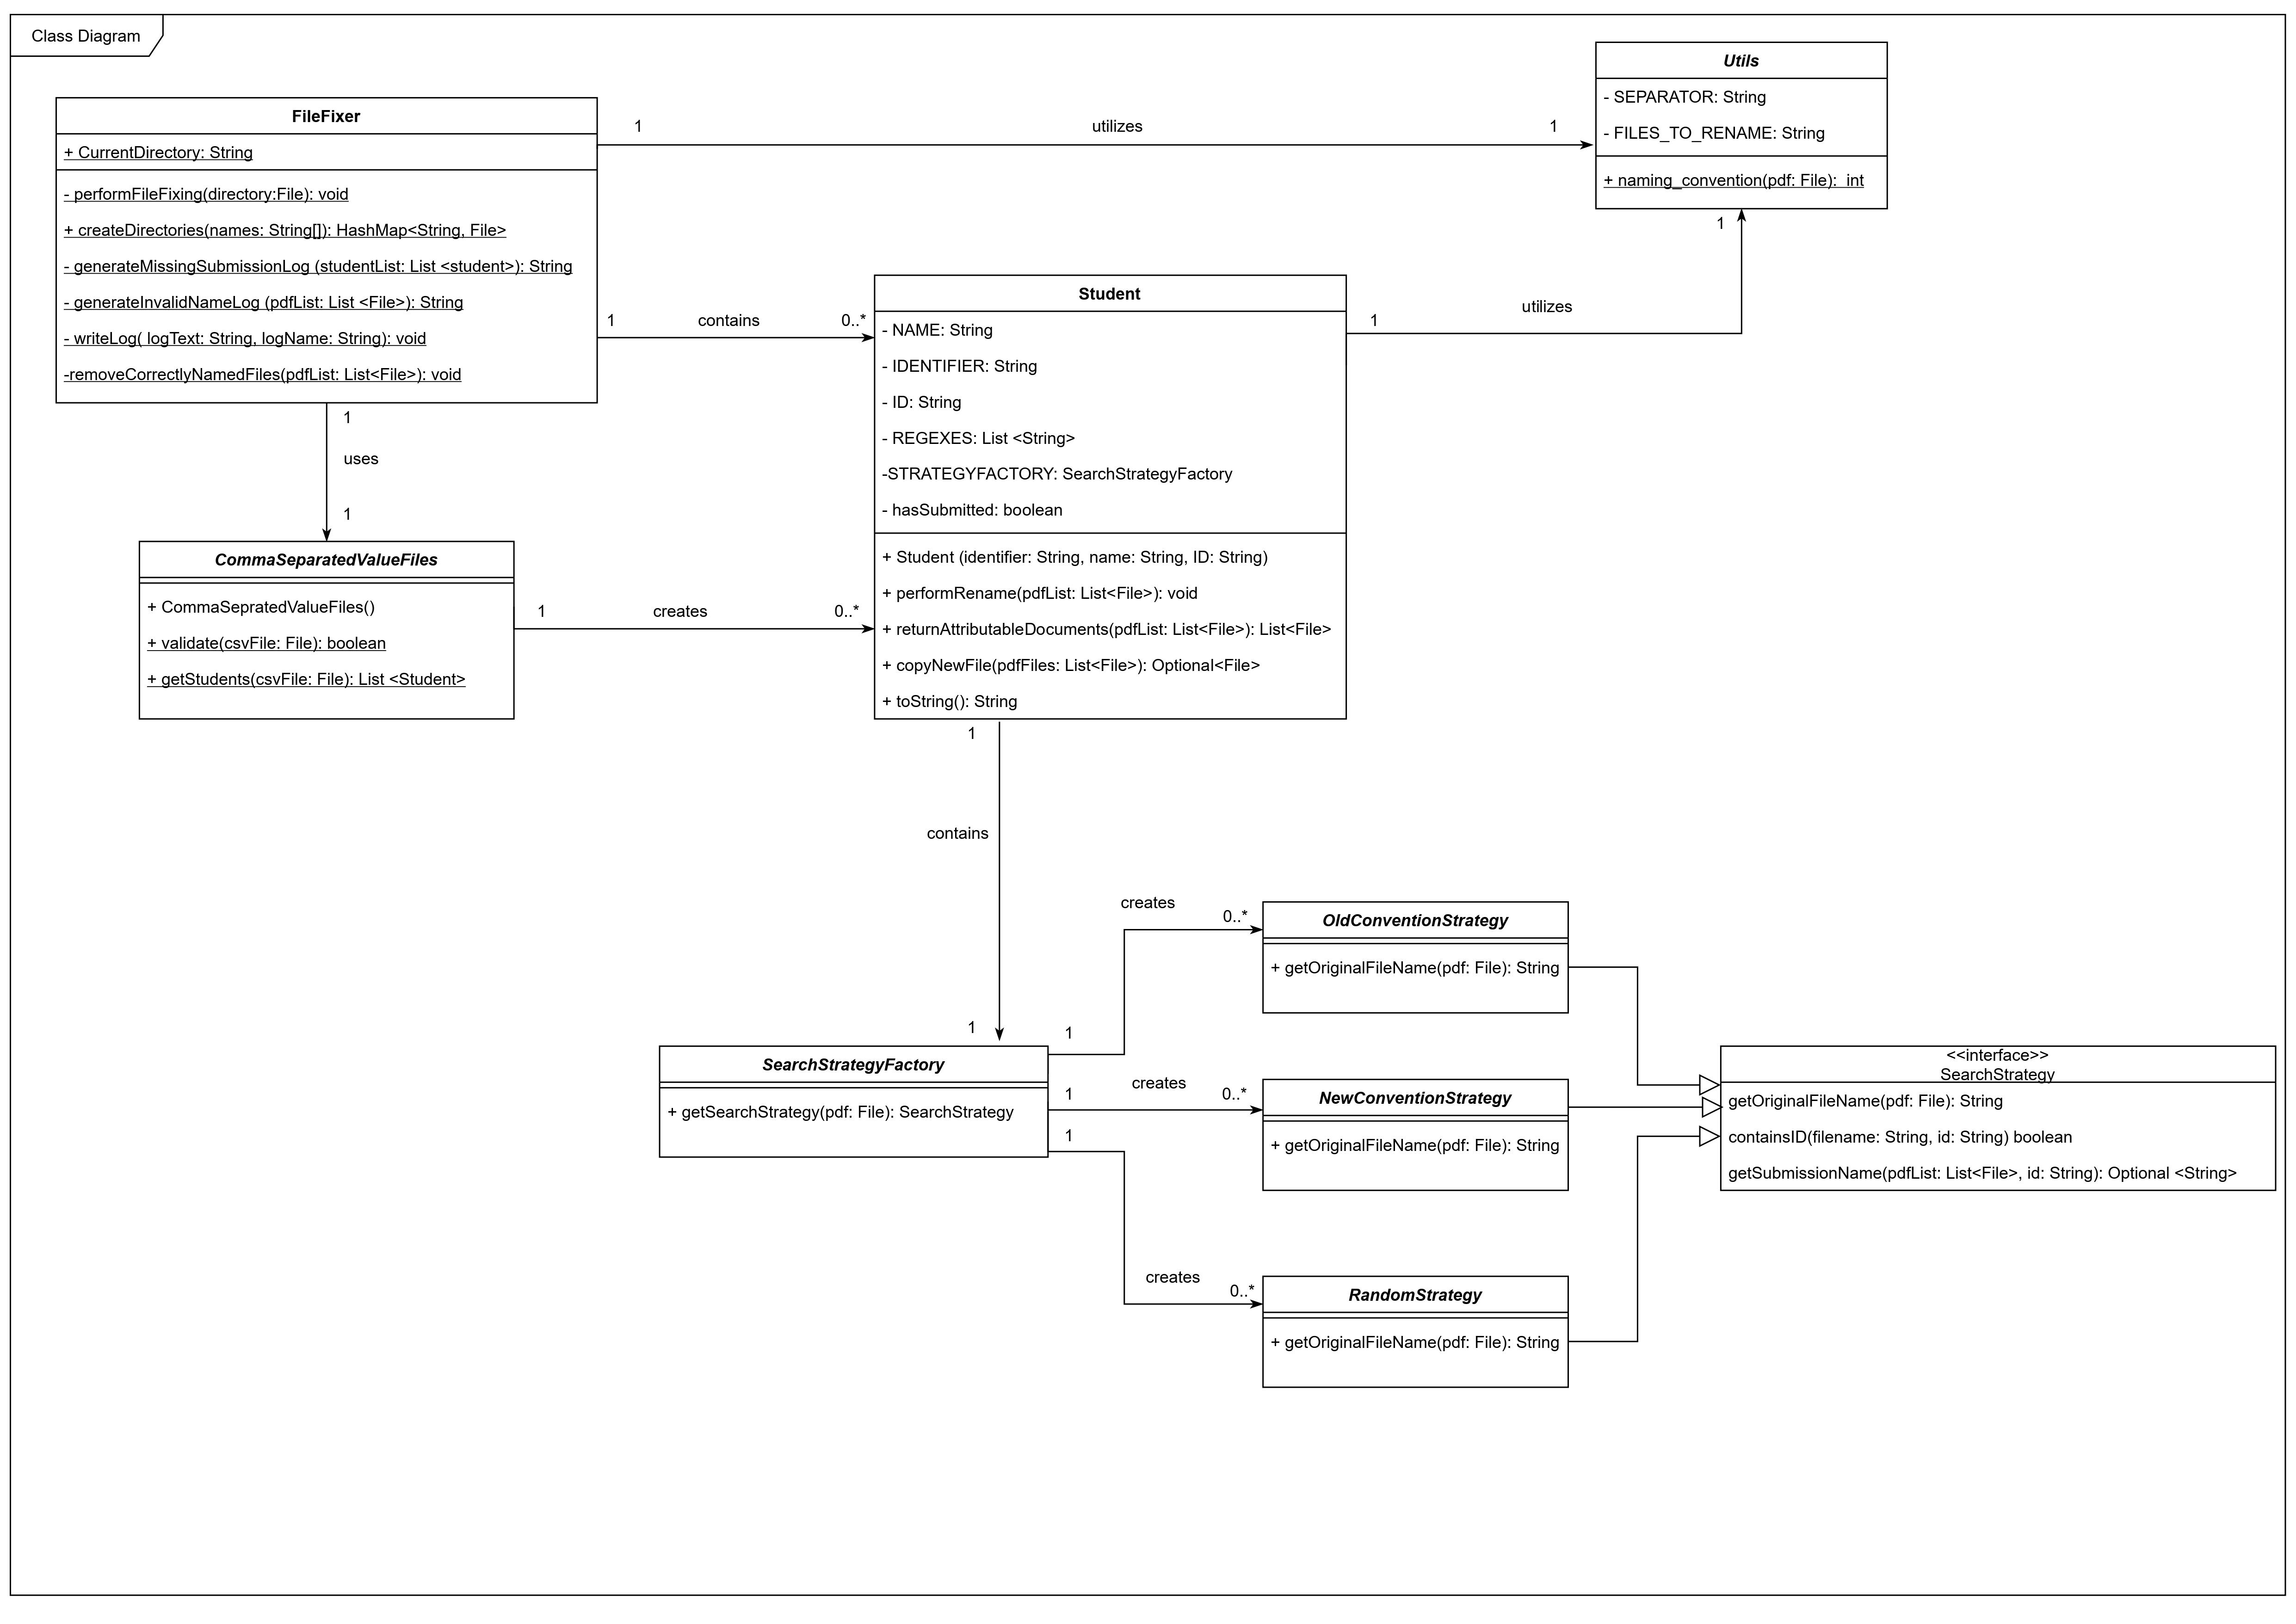 Class Diagram
Utils
- SEPARATOR: String
- FILES_TO_RENAME: String
+ naming_convention(pdf: File):  int
FileFixer
+ CurrentDirectory: String
- performFileFixing(directory:File): void
+ createDirectories(names: String[]): HashMap<String, File>
- generateMissingSubmissionLog (studentList: List <student>): String
- generateInvalidNameLog (pdfList: List <File>): String
- writeLog( logText: String, logName: String): void
-removeCorrectlyNamedFiles(pdfList: List<File>): void
1
utilizes
1
1
contains
0..*
Student
- NAME: String
- IDENTIFIER: String
- ID: String
- REGEXES: List <String>
-STRATEGYFACTORY: SearchStrategyFactory
- hasSubmitted: boolean
+ Student (identifier: String, name: String, ID: String)
+ performRename(pdfList: List<File>): void
+ returnAttributableDocuments(pdfList: List<File>): List<File>
+ copyNewFile(pdfFiles: List<File>): Optional<File>
+ toString(): String
1
utilizes
1
1
uses
1
CommaSeparatedValueFiles
+ CommaSepratedValueFiles()
+ validate(csvFile: File): boolean
+ getStudents(csvFile: File): List <Student>
1
creates
0..*
1
contains
1
SearchStrategyFactory
+ getSearchStrategy(pdf: File): SearchStrategy
1
creates
0..*
OldConventionStrategy
+ getOriginalFileName(pdf: File): String
1
creates
0..*
NewConventionStrategy
+ getOriginalFileName(pdf: File): String
1
creates
0..*
RandomStrategy
+ getOriginalFileName(pdf: File): String
<<interface>>
SearchStrategy
getOriginalFileName(pdf: File): String
containsID(filename: String, id: String) boolean
getSubmissionName(pdfList: List<File>, id: String): Optional <String>